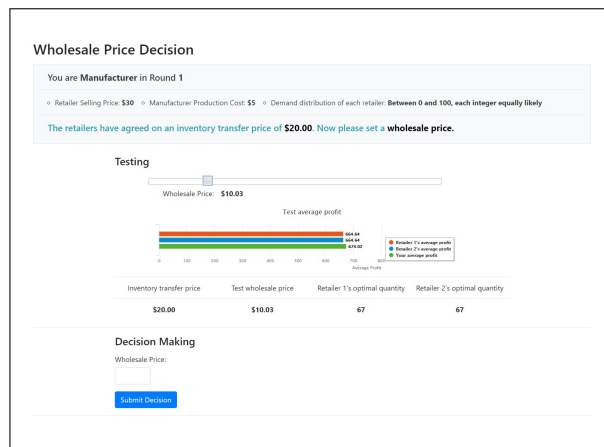 Wholesale Price Decision
You are Manufacturer in Round 1
Retailer Selling Price: $30 Manufacturer Production Cost: $5 Demand distribution of each retailer: Between 0 and 100, each integer equally likely
The retailers have agreed on an inventory transfer price of $20.00. Now please set a wholesale price.
Testing
Wholesale Price: $10.03
Test average profit
664.64
664.64
674.02
Retailer 1's average profit
Retailer 2's average profit
Your average profit
0 100 200 300 400 500 600 700 800
Average Profit
Inventory transfer price Test wholesale price Retailer 1's optimal quantity Retailer 2's optimal quantity
$20.00 $10.03 67 67
Decision Making
Wholesale Price:
Submit Decision